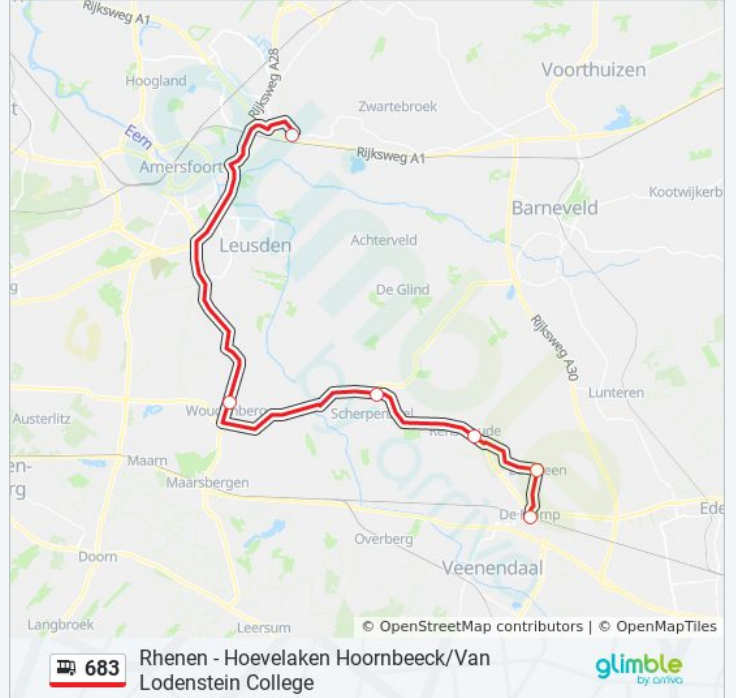 Rijksweg A1
Rijksweg A28
Hoogland
Voorthuizen
Zwartebroek
Eem
Amersfoort
Rijksweg A1
Kootwijkerb
Barneveld
Leusden
Achterveld
De Glind
Rijksweg A30
Lunteren
Woudenberg
Scherpenzeel
Austerlitz
Renswoude
Maarn
Maarsbergen
De Klomp
Ede
Overberg
Doorn
Veenendaal
Langbroek
Leersum
© OpenStreetMap contributors | © OpenMapTiles
683
Rhenen - Hoevelaken Hoornbeeck/Van
Lodenstein College
glimble
by arriva